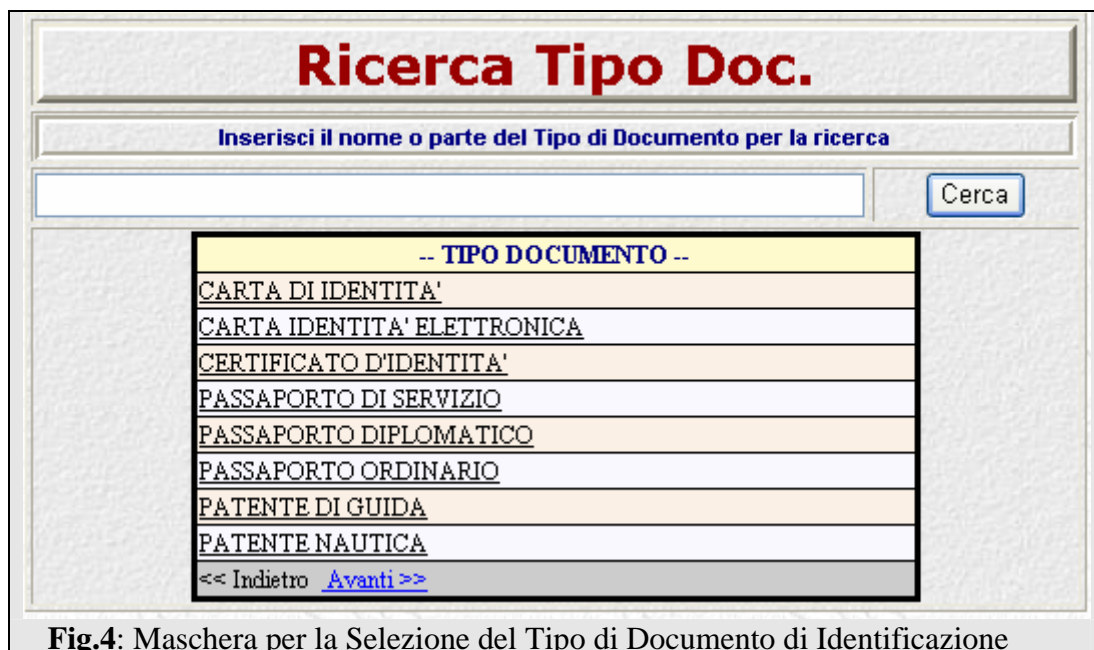 Ricerca Tipo Doc.
Inserisci il nome o parte del Tipo di Documento per la ricerca
Cerca
-- TIPO DOCUMENTO --
CARTA DI IDENTITA'
CARTA IDENTITA' ELETTRONICA
CERTIFICATO D'IDENTITA'
PASSAPORTO DI SERVIZIO
PASSAPORTO DIPLOMATICO
PASSAPORTO ORDINARIO
PATENTE DI GUIDA
PATENTE NAUTICA
<< Indietro Avanti >>
Fig.4: Maschera per la Selezione del Tipo di Documento di Identificazione